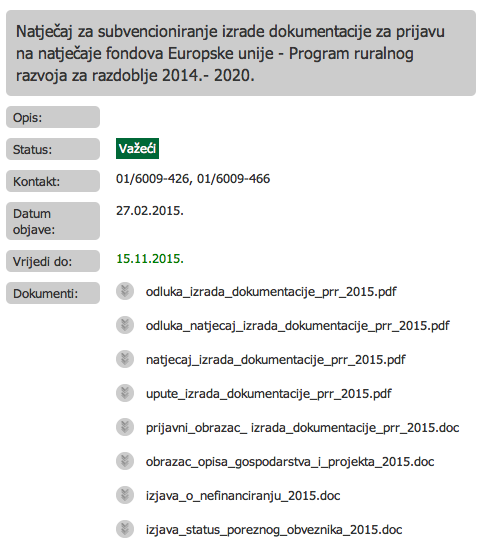 Natječaj za subvencioniranje izrade dokumentacije za prijavu
na natječaje fondova Europske unije - Program ruralnog
razvoja za razdoblje 2014.- 2020.
Opis:
Status: Važeći
Kontakt: 01/6009-426, 01/6009-466
Datum 27.02.2015.
objave:
Vrijedi do: 15.11.2015.
Dokumenti: odluka_izrada_dokumentacije_prr_2015.pdf
odluka_natjecaj_izrada_dokumentacije_prr_2015.pdf
natjecaj_izrada_dokumentacije_prr_2015.pdf
upute_izrada_dokumentacije_prr_2015.pdf
prijavni_obrazac_ izrada_dokumentacije_prr_2015.doc
obrazac_opisa_gospodarstva_i_projekta_2015.doc
izjava_o_nefinanciranju_2015.doc
izjava_status_poreznog_obveznika_2015.doc